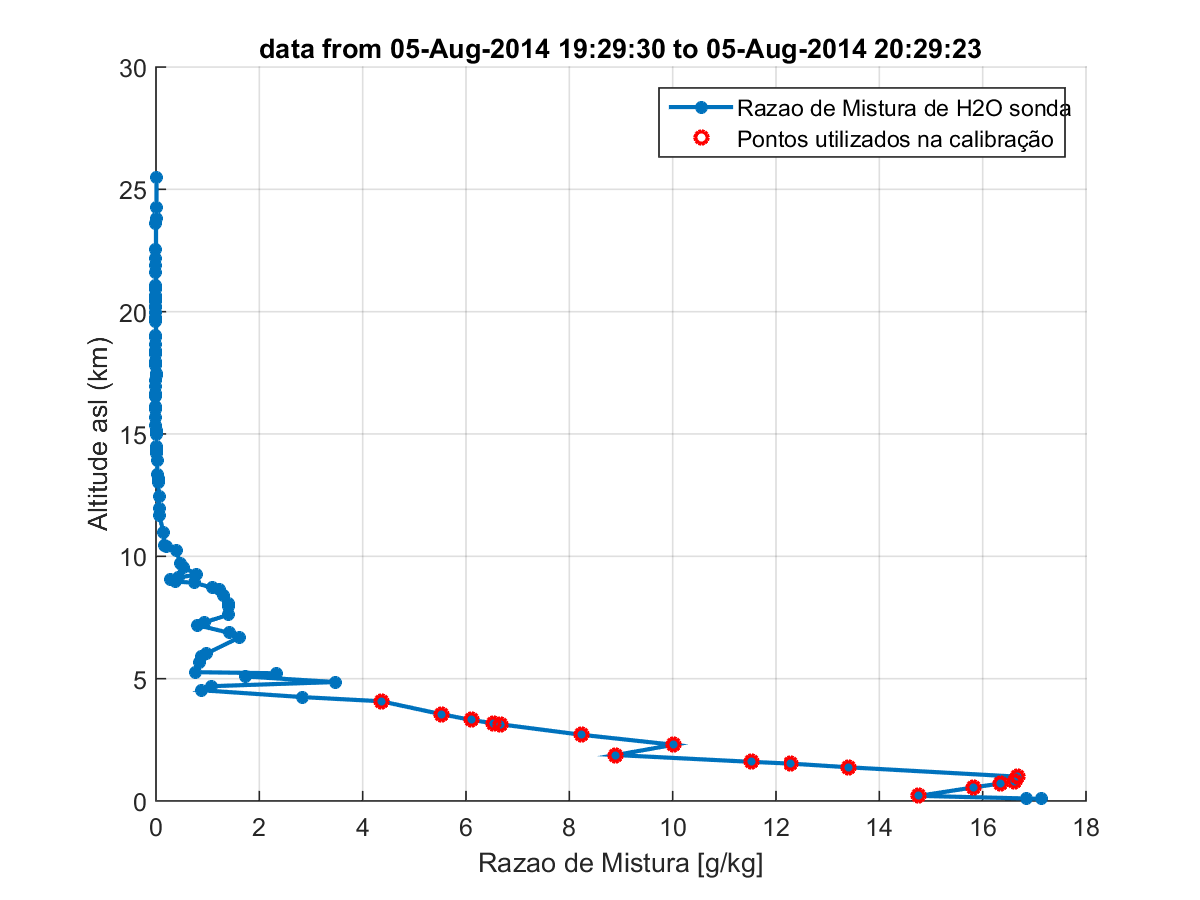 data from 05-Aug-2014 19:29:30 to 05-Aug-2014 20:29:23
30
25
20
15
10
5
0
Altitude asl (km)
Razao de Mistura de H2O sonda
Pontos utilizados na calibração
0 2 4 6 8 10 12 14 16 18
Razao de Mistura [g/kg]